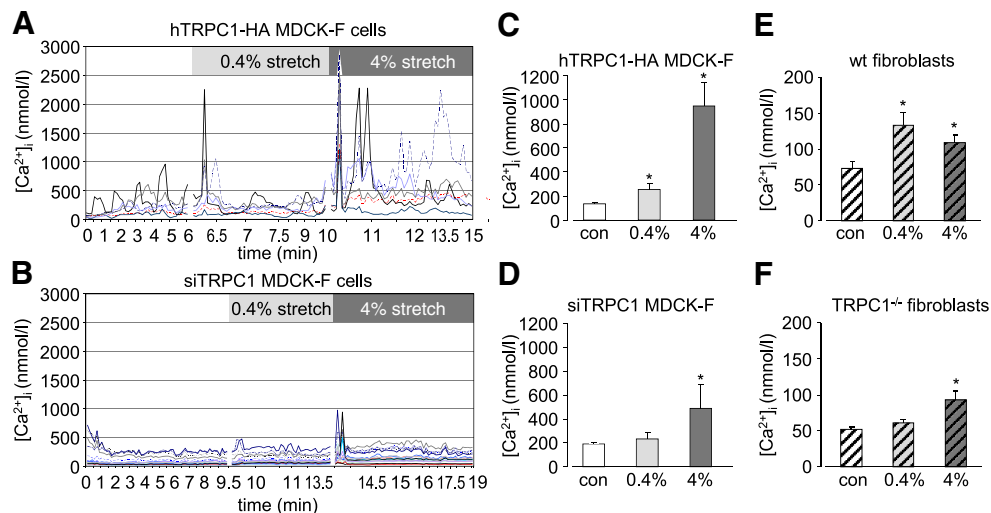 A
hTRPC1-HA MDCK-F cells
3000
2500
2000
1500
1000
500
0
[Ca²⁺]ᵢ (nmol/l)
0.4% stretch
4% stretch
0 1 2 3 4 5 6 6.5 7 7.5 9 10 11 12 13.5 15
time (min)
B
siTRPC1 MDCK-F cells
3000
2500
2000
1500
1000
500
0
[Ca²⁺]ᵢ (nmol/l)
0.4% stretch
4% stretch
0 1 2 3 4 5 6 7 8 9.5 10 11 13.5 14.5 15 16 17.5 19
time (min)
C
hTRPC1-HA MDCK-F
1200
1000
800
600
400
200
0
[Ca²⁺]ᵢ (nmnol/l)
*
*
con 0.4% 4%
D
siTRPC1 MDCK-F
1200
1000
800
600
400
200
0
[Ca²⁺]ᵢ (nmnol/l)
*
con 0.4% 4%
E
wt fibroblasts
200
150
100
50
0
[Ca²⁺]ᵢ (nmnol/l)
*
*
con 0.4% 4%
F
TRPC1⁻/⁻ fibroblasts
200
150
100
50
0
[Ca²⁺]ᵢ (nmnol/l)
*
con 0.4% 4%